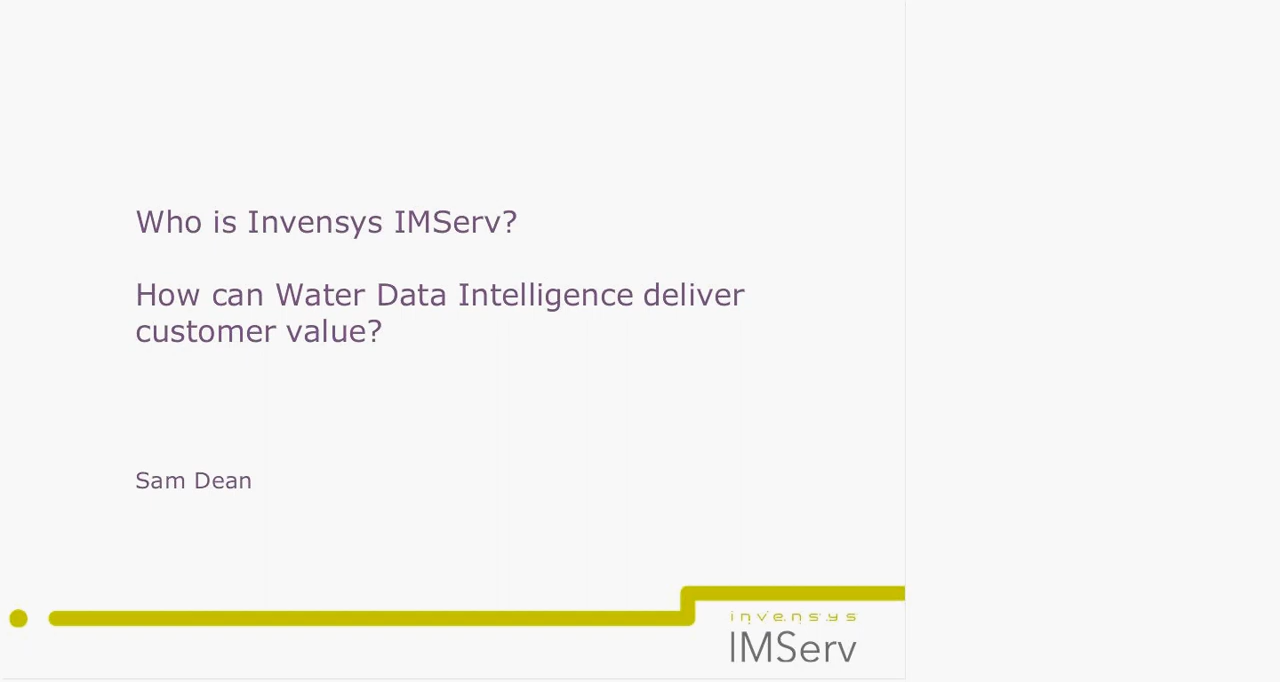 Who is Invensys IMServ?
How can Water Data Intelligence deliver
customer value?
Sam Dean
invensys
IMServ